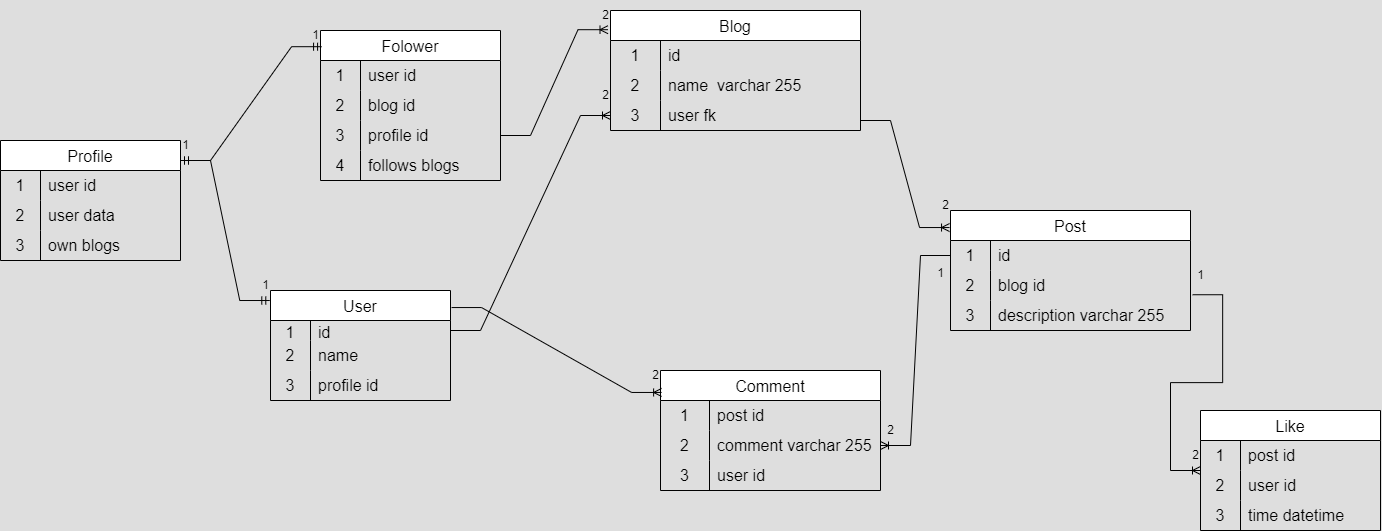 Profile
1 user id
2 user data
3 own blogs
1
1
Folower
1 user id
2 blog id
3 profile id
4 follows blogs
1
User
1 id
2 name
3 profile id
2
2
Blog
1 id
2 name varchar 255
3 user fk
2
Comment
1 post id
2 comment varchar 255
3 user id
2
2
1
Post
1 id
2 blog id
3 description varchar 255
1
2
Like
1 post id
2 user id
3 time datetime